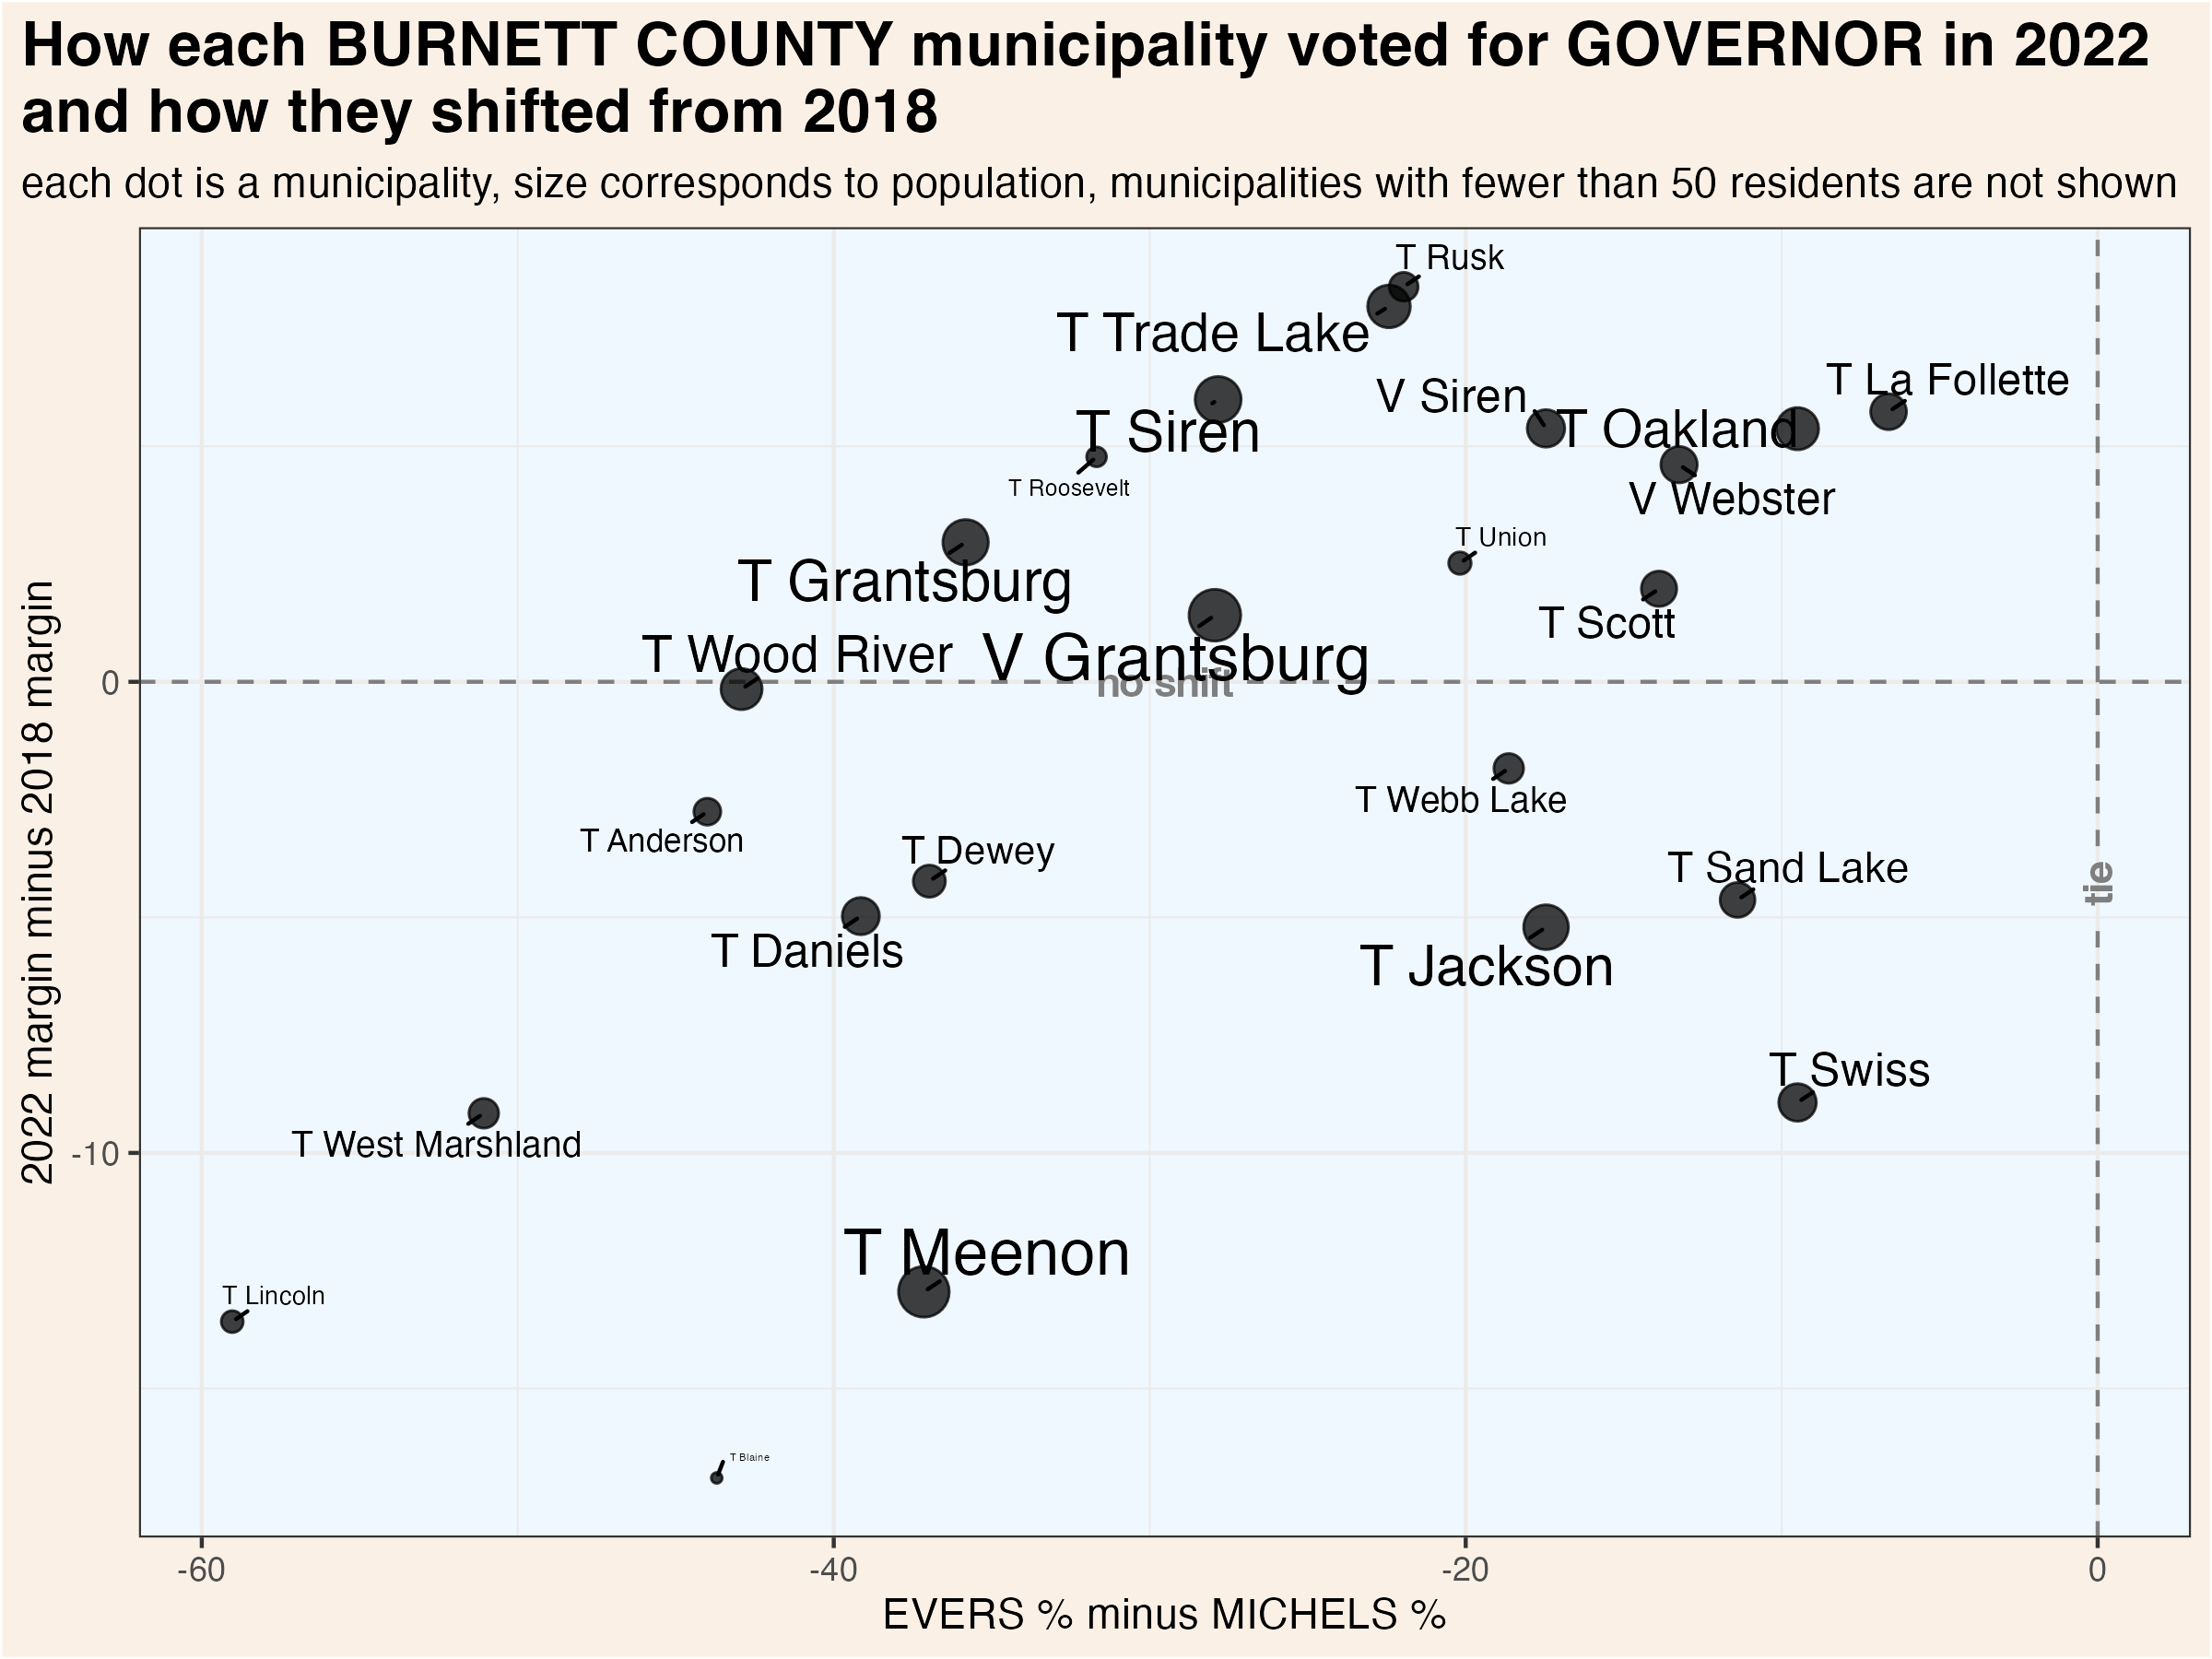 How each BURNETT COUNTY municipality voted for GOVERNOR in 2022
and how they shifted from 2018
each dot is a municipality, size corresponds to population, municipalities with fewer than 50 residents are not shown
T Rusk
T Trade Lake
T La Follette
V Siren
T Oakland
T Siren
T Roosevelt
V Webster
T Union
T Grantsburg
T Scott
T Wood River
V Grantsburg
no shift
0
2022 margin minus 2018 margin
T Webb Lake
T Anderson
T Dewey
T Sand Lake
tie
T Daniels
T Jackson
T Swiss
T West Marshland
-10
T Meenon
T Lincoln
T Blaine
-60
-40
-20
0
EVERS % minus MICHELS %